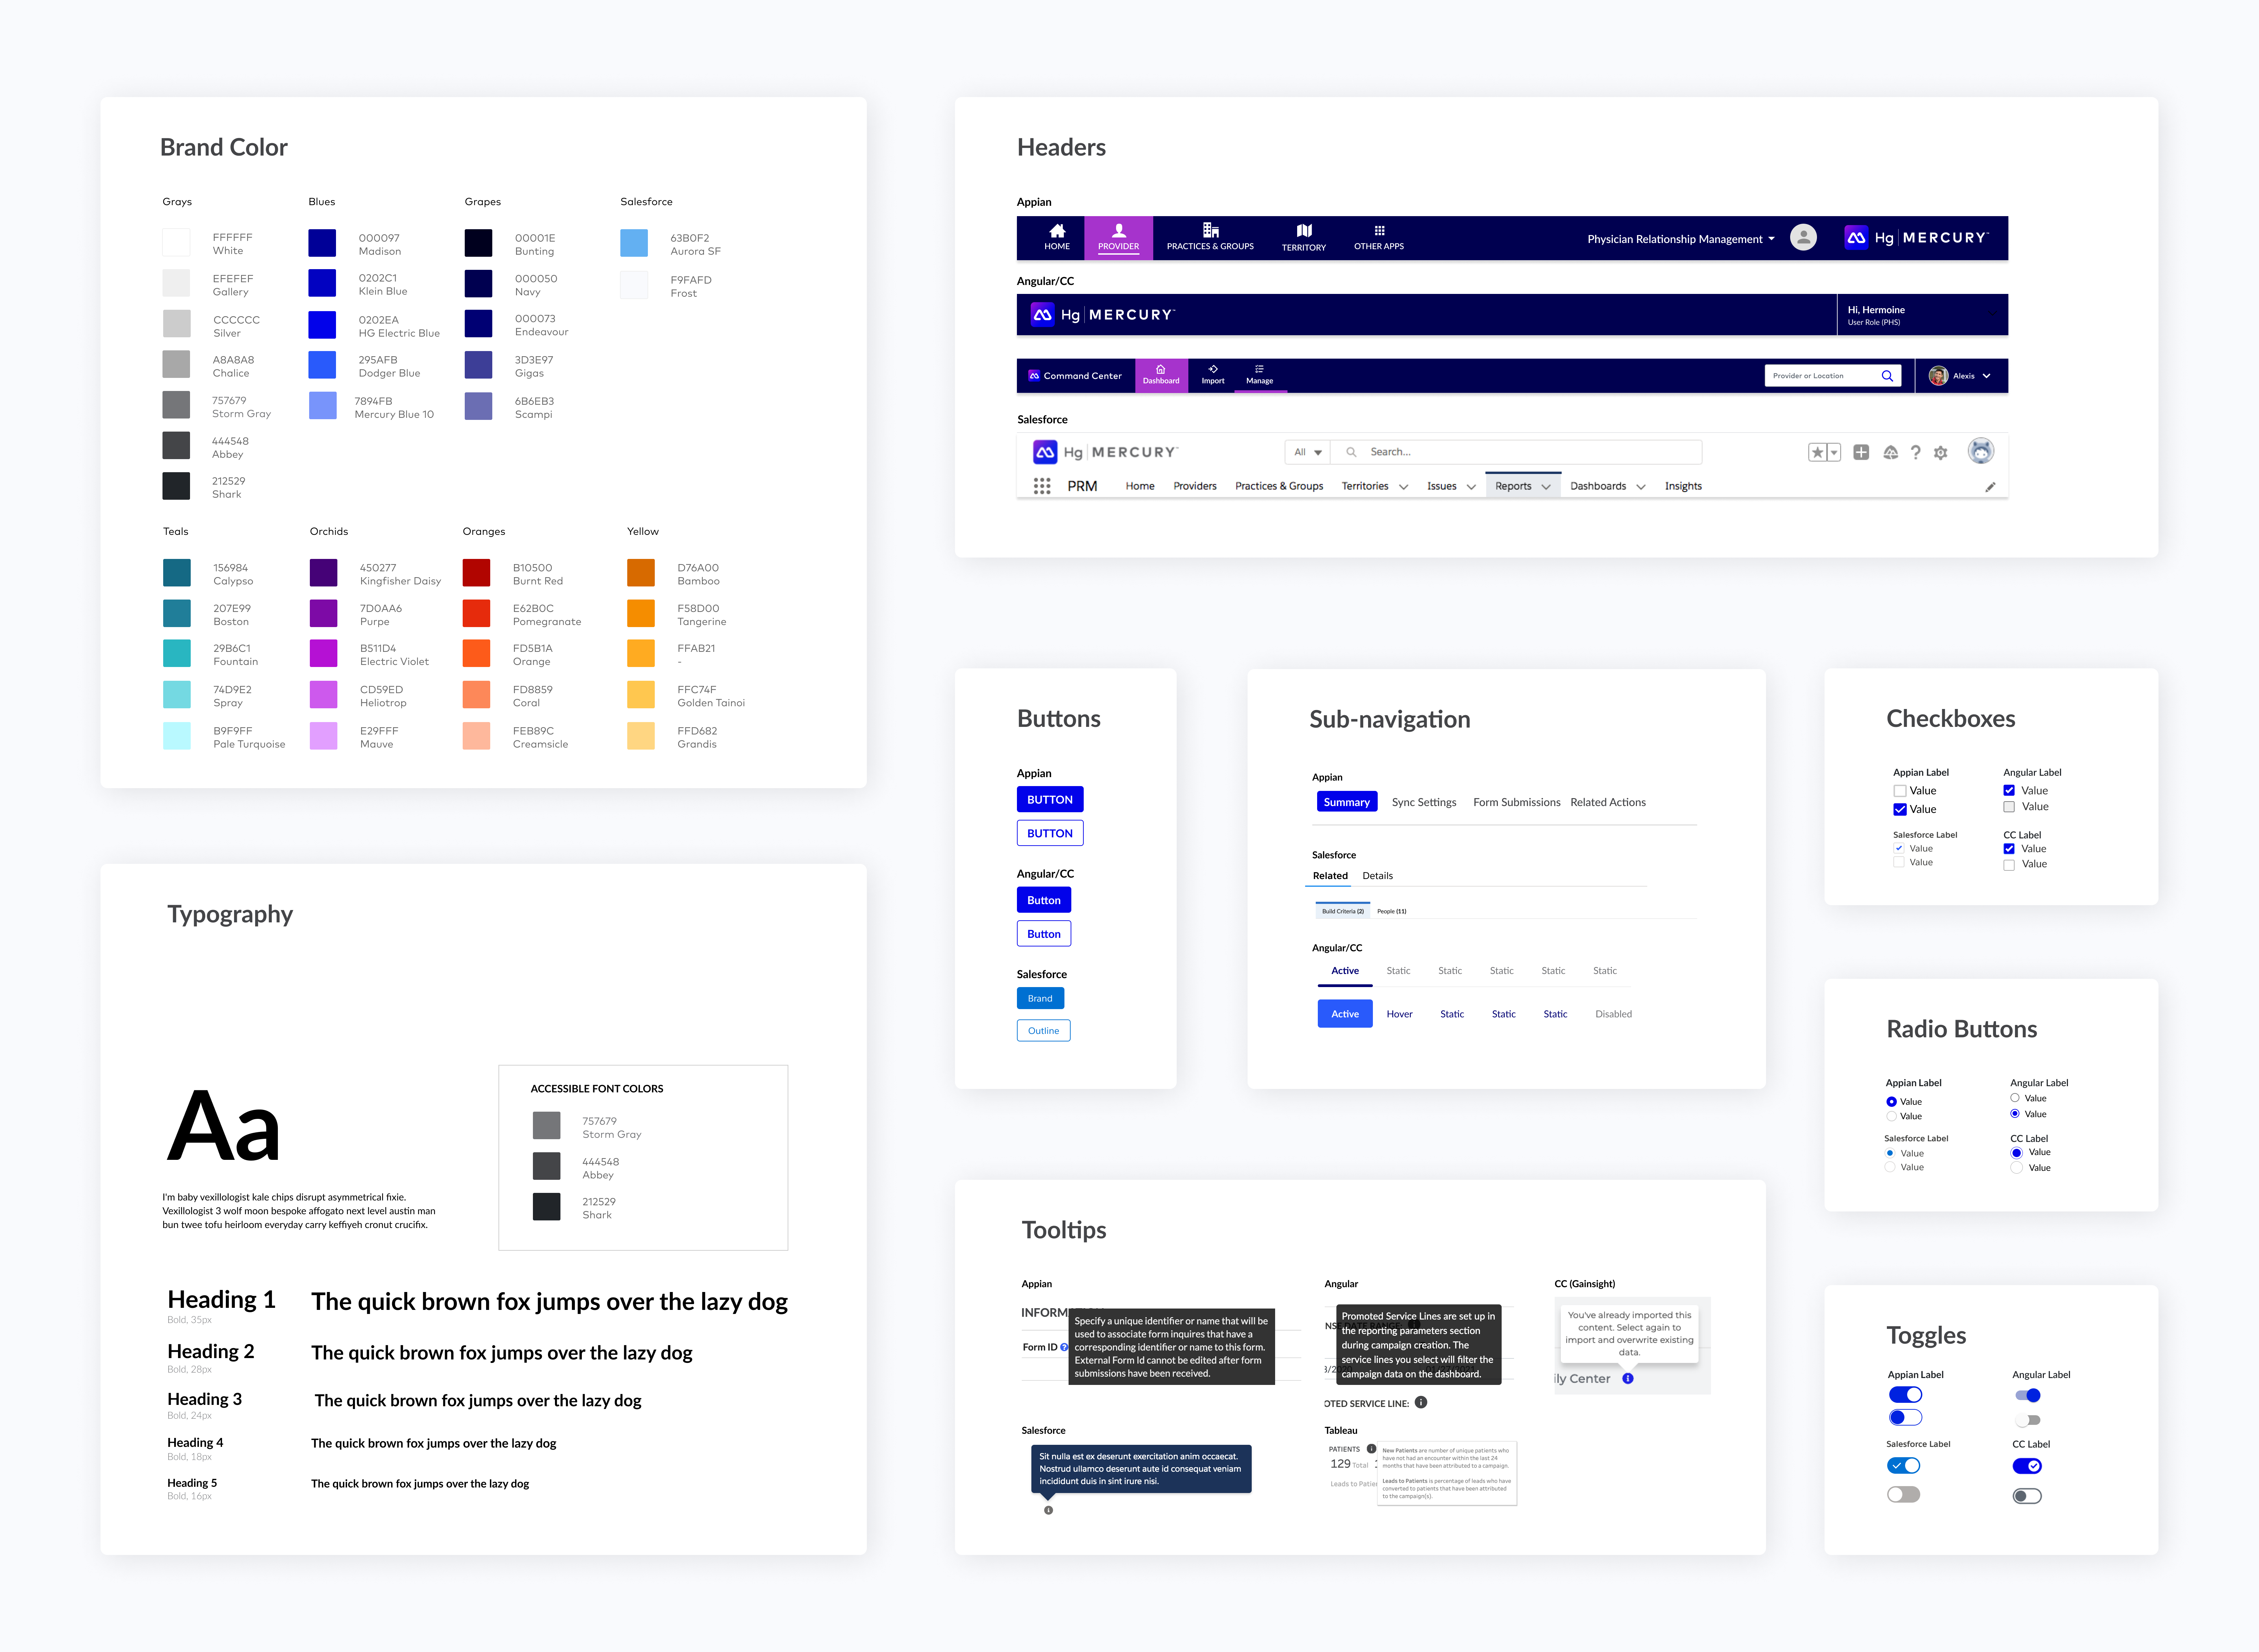 Brand Color
Grays
FFFFFF
White
EFEFEF
Gallery
CCCCCC
Silver
A8A8A8
Chalice
757679
Storm Gray
444548
Abbey
212529
Shark
Blues
000097
Madison
0202C1
Klein Blue
0202EA
HG Electric Blue
295AFB
Dodger Blue
7894FB
Mercury Blue 10
Grapes
00001E
Bunting
000050
Navy
000073
Endeavour
3D3E97
Gigas
6B6EB3
Scampi
Salesforce
63B0F2
Aurora SF
F9FAFD
Frost
Teals
156984
Calypso
207E99
Boston
29B6C1
Fountain
74D9E2
Spray
B9F9FF
Pale Turquoise
Orchids
450277
Kingfisher Daisy
7D0AA6
Purpe
B511D4
Electric Violet
CD59ED
Heliotrop
E29FFF
Mauve
Oranges
B10500
Burnt Red
E62B0C
Pomegranate
FD5B1A
Orange
FD8859
Coral
FEB89C
Creamsicle
Yellow
D76A00
Bamboo
F58D00
Tangerine
FFAB21
-
FFC74F
Golden Tainoi
FFD682
Grandis
Typography
Aa
I'm baby vexillologist kale chips disrupt asymmetrical fixie.
Vexillologist 3 wolf moon bespoke affogato next level austin man
bun twee tofu heirloom everyday carry keffiyeh cronut crucifix.
ACCESSIBLE FONT COLORS
757679
Storm Gray
444548
Abbey
212529
Shark
Heading 1
Bold, 35px
The quick brown fox jumps over the lazy dog
Heading 2
Bold, 28px
The quick brown fox jumps over the lazy dog
Heading 3
Bold, 24px
The quick brown fox jumps over the lazy dog
Heading 4
Bold, 18px
The quick brown fox jumps over the lazy dog
Heading 5
Bold, 16px
The quick brown fox jumps over the lazy dog
Headers
Appian
HOME PROVIDER PRACTICES & GROUPS TERRITORY OTHER APPS Physician Relationship Management Hg MERCURY™
Angular/CC
Hg MERCURY™ Hi, Hermoine
User Role (PHS)
Command Center Dashboard Import Manage Provider or Location Alexis
Salesforce
Hg MERCURY™ All Search...
PRM Home Providers Practices & Groups Territories Issues Reports Dashboards Insights
Buttons
Appian
BUTTON
BUTTON
Angular/CC
Button
Button
Salesforce
Brand
Outline
Sub-navigation
Appian
Summary Sync Settings Form Submissions Related Actions
Salesforce
Related Details
Build Criteria (2) People (11)
Angular/CC
Active Static Static Static Static Static
Active Hover Static Static Static Disabled
Checkboxes
Appian Label
Value
Value
Angular Label
Value
Value
Salesforce Label
Value
Value
CC Label
Value
Value
Radio Buttons
Appian Label
Value
Value
Angular Label
Value
Value
Salesforce Label
Value
Value
CC Label
Value
Value
Tooltips
Appian
Form ID
Specify a unique identifier or name that will be
used to associate form inquires that have a
corresponding identifier or name to this form.
External Form Id cannot be edited after form
submissions have been received.
Angular
Promoted Service Lines are set up in
the reporting parameters section
during campaign creation. The
service lines you select will filter the
campaign data on the dashboard.
OTED SERVICE LINE:
CC (Gainsight)
You've already imported this
content. Select again to
import and overwrite existing
data.
ily Center
Salesforce
Sit nulla est ex deserunt exercitation anim occaecat.
Nostrud ullamco deserunt aute id consequat veniam
incididunt duis in sint irure nisi.
Tableau
PATIENTS
129 Total
Leads to Patie
New Patients are number of unique patients who
have not had an encounter within the last 24
months that have been attributed to a campaign.
Leads to Patients is percentage of leads who have
converted to patients that have been attributed
to the campaign(s).
Toggles
Appian Label
Angular Label
Salesforce Label
CC Label